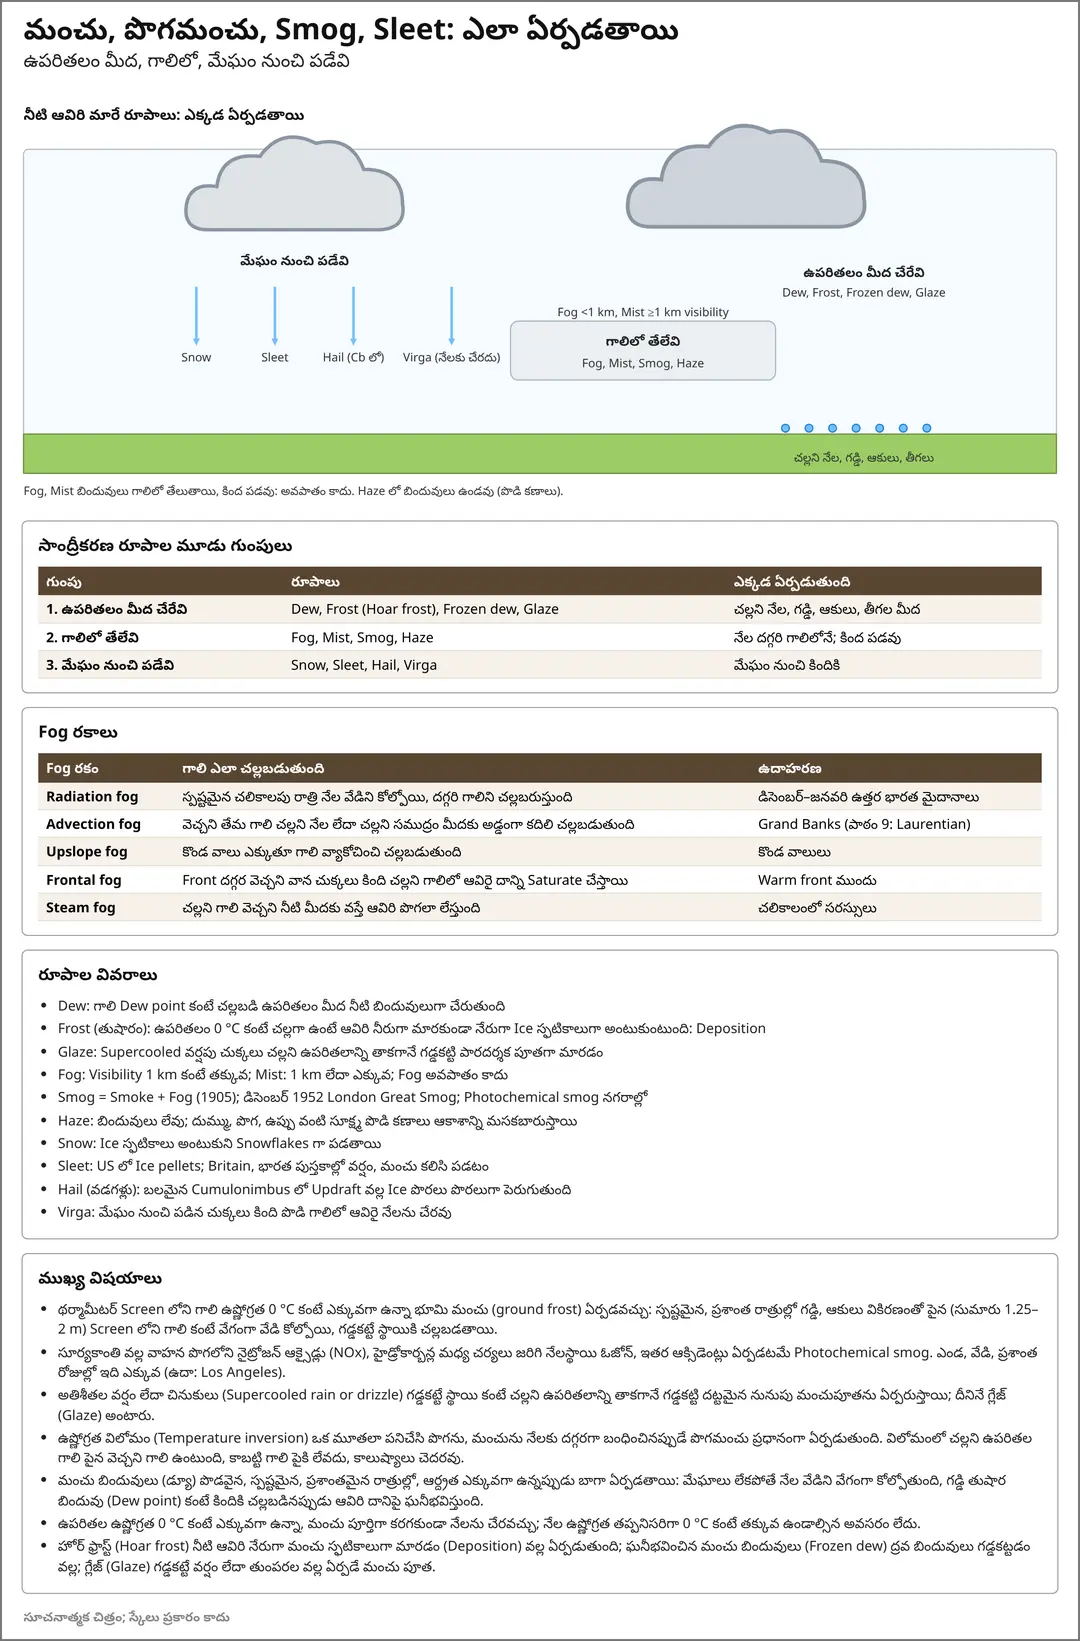 మంచు, పొగమంచు, Smog, Sleet: ఎలా ఏర్పడతాయి
ఉపరితలం మీద, గాలిలో, మేఘం నుంచి పడేవి
నీటి ఆవిరి మారే రూపాలు: ఎక్కడ ఏర్పడతాయి
మేఘం నుంచి పడేవి
ఉపరితలం మీద చేరేవి
Dew, Frost, Frozen dew, Glaze
Fog <1 km, Mist ≥1 km visibility
గాలిలో తేలేవి
Fog, Mist, Smog, Haze
Snow Sleet Hail (Cb లో) Virga (నేలకు చేరదు)
చల్లని నేల, గడ్డి, ఆకులు, తీగలు
Fog, Mist బిందువులు గాలిలో తేలుతాయి, కింద పడవు: అవపాతం కాదు. Haze లో బిందువులు ఉండవు (పొడి కణాలు).
సాంద్రీకరణ రూపాల మూడు గుంపులు
గుంపు రూపాలు ఎక్కడ ఏర్పడుతుంది
1. ఉపరితలం మీద చేరేవి Dew, Frost (Hoar frost), Frozen dew, Glaze చల్లని నేల, గడ్డి, ఆకులు, తీగల మీద
2. గాలిలో తేలేవి Fog, Mist, Smog, Haze నేల దగ్గరి గాలిలోనే; కింద పడవు
3. మేఘం నుంచి పడేవి Snow, Sleet, Hail, Virga మేఘం నుంచి కిందికి
Fog రకాలు
Fog రకం గాలి ఎలా చల్లబడుతుంది ఉదాహరణ
Radiation fog స్పష్టమైన చలికాలపు రాత్రి నేల వేడిని కోల్పోయి, దగ్గరి గాలిని చల్లబరుస్తుంది డిసెంబర్–జనవరి ఉత్తర భారత మైదానాలు
Advection fog వెచ్చని తేమ గాలి చల్లని నేల లేదా చల్లని సముద్రం మీదకు అడ్డంగా కదిలి చల్లబడుతుంది Grand Banks (పాఠం 9: Laurentian)
Upslope fog కొండ వాలు ఎక్కుతూ గాలి వ్యాకోచించి చల్లబడుతుంది కొండ వాలులు
Frontal fog Front దగ్గర వెచ్చని వాన చుక్కలు కింది చల్లని గాలిలో ఆవిరై దాన్ని Saturate చేస్తాయి Warm front ముందు
Steam fog చల్లని గాలి వెచ్చని నీటి మీదకు వస్తే ఆవిరి పొగలా లేస్తుంది చలికాలంలో సరస్సులు
రూపాల వివరాలు
• Dew: గాలి Dew point కంటే చల్లబడి ఉపరితలం మీద నీటి బిందువులుగా చేరుతుంది
• Frost (తుషారం): ఉపరితలం 0 °C కంటే చల్లగా ఉంటే ఆవిరి నీరుగా మారకుండా నేరుగా Ice స్ఫటికాలుగా అంటుకుంటుంది: Deposition
• Glaze: Supercooled వర్షపు చుక్కలు చల్లని ఉపరితలాన్ని తాకగానే గడ్డకట్టి పారదర్శక పూతగా మారడం
• Fog: Visibility 1 km కంటే తక్కువ; Mist: 1 km లేదా ఎక్కువ; Fog అవపాతం కాదు
• Smog = Smoke + Fog (1905); డిసెంబర్ 1952 London Great Smog; Photochemical smog నగరాల్లో
• Haze: బిందువులు లేవు; దుమ్ము, పొగ, ఉప్పు వంటి సూక్ష్మ పొడి కణాలు ఆకాశాన్ని మసకబారుస్తాయి
• Snow: Ice స్ఫటికాలు అంటుకుని Snowflakes గా పడతాయి
• Sleet: US లో Ice pellets; Britain, భారత పుస్తకాల్లో వర్షం, మంచు కలిసి పడటం
• Hail (వడగళ్లు): బలమైన Cumulonimbus లో Updraft వల్ల Ice పొరలు పొరలుగా పెరుగుతుంది
• Virga: మేఘం నుంచి పడిన చుక్కలు కింది పొడి గాలిలో ఆవిరై నేలను చేరవు
ముఖ్య విషయాలు
• థర్మామీటర్ Screen లోని గాలి ఉష్ణోగ్రత 0 °C కంటే ఎక్కువగా ఉన్నా భూమి మంచు (ground frost) ఏర్పడవచ్చు: స్పష్టమైన, ప్రశాంత రాత్రుల్లో గడ్డి, ఆకులు వికిరణంతో పైన (సుమారు 1.25–
2 m) Screen లోని గాలి కంటే వేగంగా వేడి కోల్పోయి, గడ్డకట్టే స్థాయికి చల్లబడతాయి.
• సూర్యకాంతి వల్ల వాహన పొగలోని నైట్రోజన్ ఆక్సైడ్లు (NOx), హైడ్రోకార్బన్ల మధ్య చర్యలు జరిగి నేలస్థాయి ఓజోన్, ఇతర ఆక్సిడెంట్లు ఏర్పడటమే Photochemical smog. ఎండ, వేడి, ప్రశాంత
రోజుల్లో ఇది ఎక్కువ (ఉదా: Los Angeles).
• అతిశీతల వర్షం లేదా చినుకులు (Supercooled rain or drizzle) గడ్డకట్టే స్థాయి కంటే చల్లని ఉపరితలాన్ని తాకగానే గడ్డకట్టి దట్టమైన నునుపు మంచుపూతను ఏర్పరుస్తాయి; దీనినే గ్లేజ్
(Glaze) అంటారు.
• ఉష్ణోగ్రత విలోమం (Temperature inversion) ఒక మూతలా పనిచేసి పొగను, మంచును నేలకు దగ్గరగా బంధించినప్పుడే పొగమంచు ప్రధానంగా ఏర్పడుతుంది. విలోమంలో చల్లని ఉపరితల
గాలి పైన వెచ్చని గాలి ఉంటుంది, కాబట్టి గాలి పైకి లేవదు, కాలుష్యాలు చెదరవు.
• మంచు బిందువులు (డ్యూ) పొడవైన, స్పష్టమైన, ప్రశాంతమైన రాత్రుల్లో, ఆర్ద్రత ఎక్కువగా ఉన్నప్పుడు బాగా ఏర్పడతాయి: మేఘాలు లేకపోతే నేల వేడిని వేగంగా కోల్పోతుంది, గడ్డి తుషార
బిందువు (Dew point) కంటే కిందికి చల్లబడినప్పుడు ఆవిరి దానిపై ఘనీభవిస్తుంది.
• ఉపరితల ఉష్ణోగ్రత 0 °C కంటే ఎక్కువగా ఉన్నా, మంచు పూర్తిగా కరగకుండా నేలను చేరవచ్చు; నేల ఉష్ణోగ్రత తప్పనిసరిగా 0 °C కంటే తక్కువ ఉండాల్సిన అవసరం లేదు.
• హోర్ ఫ్రాస్ట్ (Hoar frost) నీటి ఆవిరి నేరుగా మంచు స్ఫటికాలుగా మారడం (Deposition) వల్ల ఏర్పడుతుంది; ఘనీభవించిన మంచు బిందువులు (Frozen dew) ద్రవ బిందువులు గడ్డకట్టడం
వల్ల; గ్లేజ్ (Glaze) గడ్డకట్టే వర్షం లేదా తుంపరల వల్ల ఏర్పడే మంచు పూత.
సూచనాత్మక చిత్రం; స్కేలు ప్రకారం కాదు